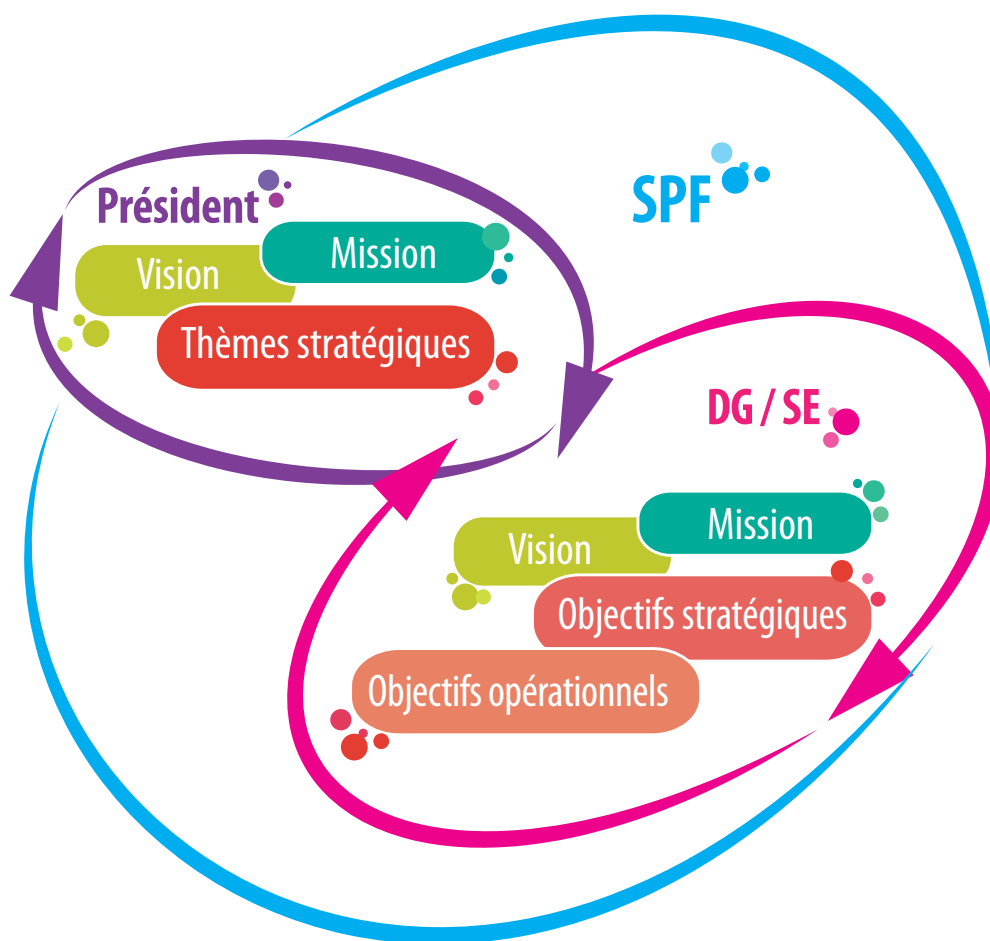 SPF
Président
Mission
Vision
Thèmes stratégiques
DG / SE
Mission
Vision
Objectifs stratégiques
Objectifs opérationnels